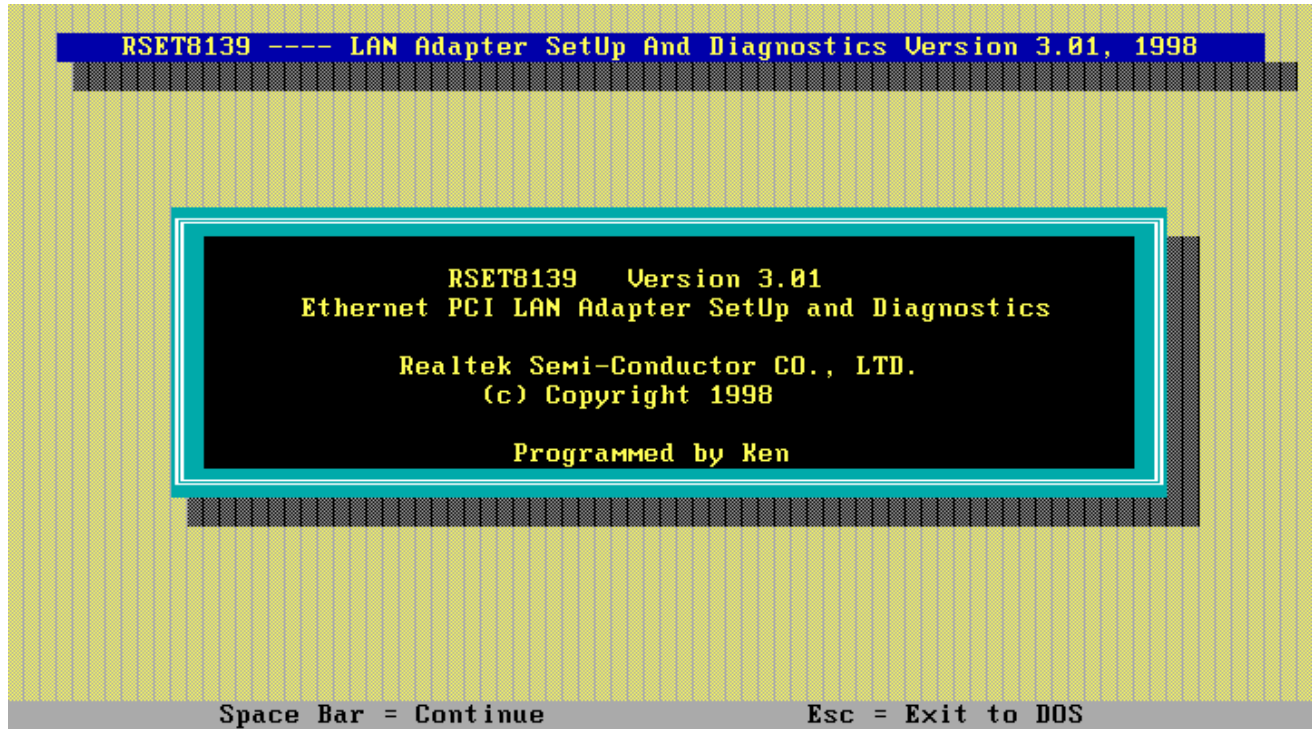 RSET8139 ---- LAN Adapter SetUp And Diagnostics Version 3.01, 1998
RSET8139 Version 3.01
Ethernet PCI LAN Adapter SetUp and Diagnostics
Realtek Semi-Conductor CO., LTD.
(c) Copyright 1998
Programmed by Ken
Space Bar = Continue Esc = Exit to DOS